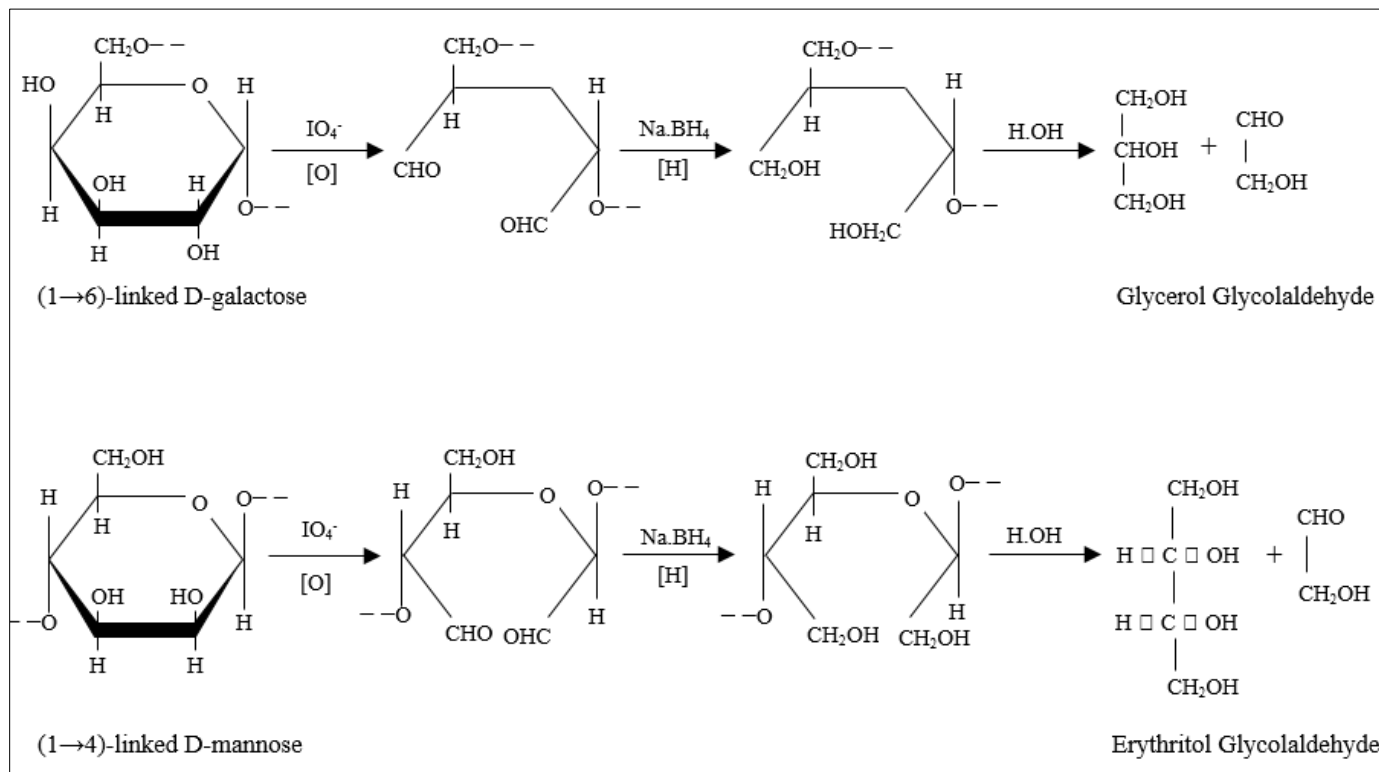 CH₂O– –
HO
O
H
H
OH
H
H
H
OH
O--
IO₄⁻
[O]
CH₂O– –
H
H
CHO
OHC
O--
Na.BH₄
[H]
CH₂O– –
H
H
CH₂OH
HOH₂C
O--
H.OH
CH₂OH
CHOH
CH₂OH
+
CHO
CH₂OH
(1→6)-linked D-galactose
Glycerol Glycolaldehyde
CH₂OH
H
O
O– –
H
OH
HO
– –O
H
H
H
IO₄⁻
[O]
CH₂OH
H
O
O– –
H
– –O
CHO
OHC
H
Na.BH₄
[H]
CH₂OH
H
O
O– –
H
– –O
CH₂OH
CH₂OH
H
H.OH
CH₂OH
H □ C □ OH
H □ C □ OH
CH₂OH
+
CHO
CH₂OH
(1→4)-linked D-mannose
Erythritol Glycolaldehyde